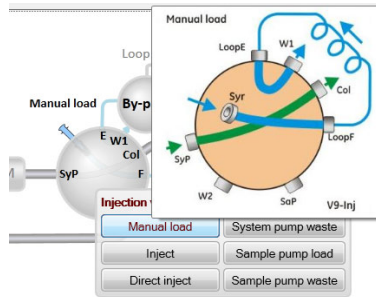 Manual load
LoopE
W1
Col
Syr
LoopF
SyP
W2
SaP
V9-Inj
Loop
Manual load
By-p
E
W1
Col
SyP
F
Injection
Manual load
System pump waste
Inject
Sample pump load
Direct inject
Sample pump waste